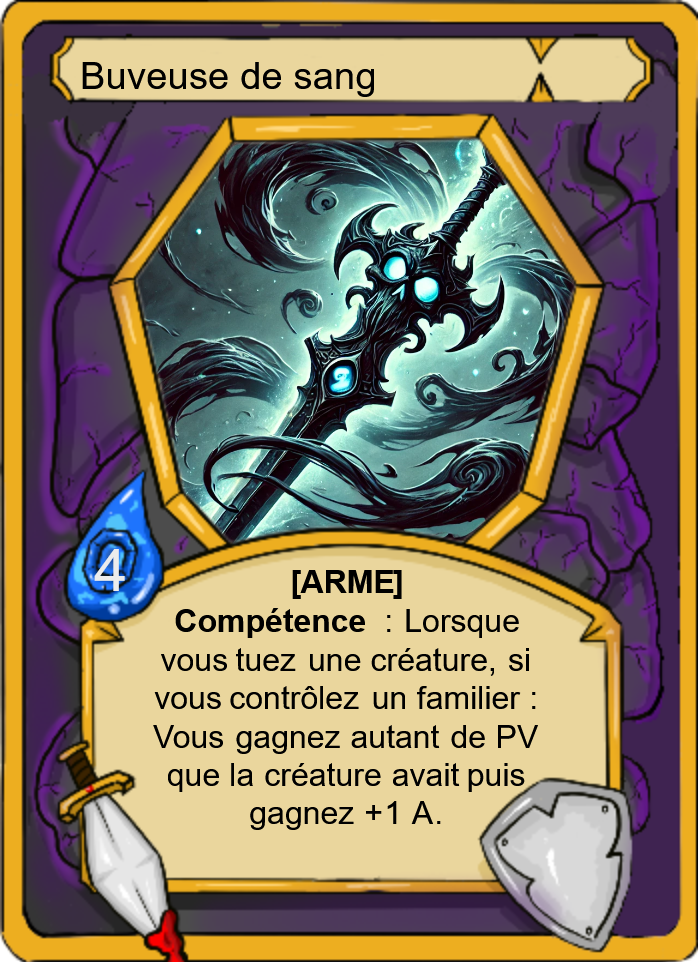 Buveuse de sang
4
[ARME]
Compétence : Lorsque
vous tuez une créature, si
vous contrôlez un familier :
Vous gagnez autant de PV
que la créature avait puis
gagnez +1 A.